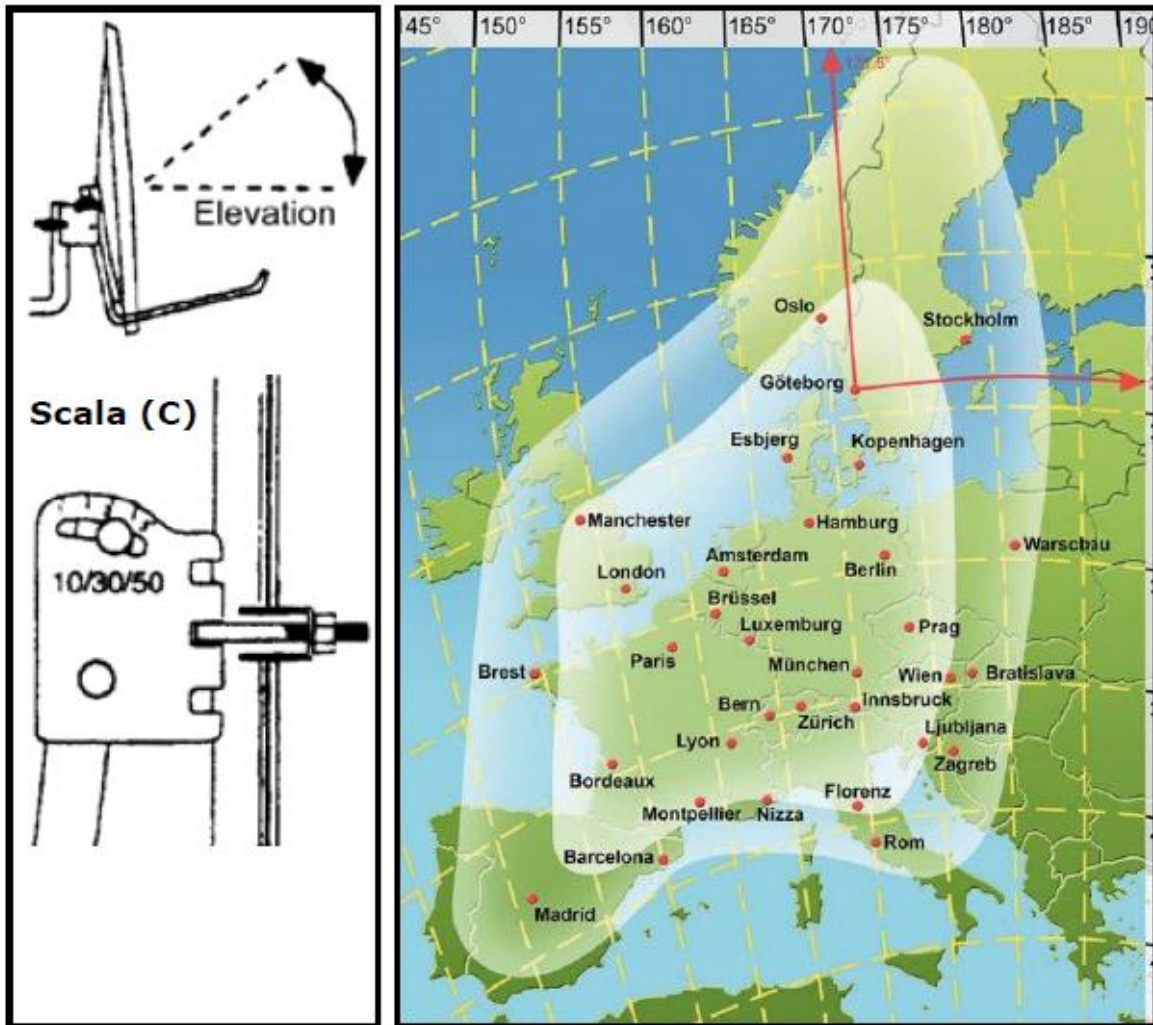 Elevation
Scala (C)
10/30/50
145° 150° 155° 160° 165° 170° 175° 180° 185° 190
Oslo
Stockholm
Göteborg
Esbjerg
Kopenhagen
Manchester
Hamburg
Amsterdam
Warschau
London
Berlin
Brüssel
Luxemburg
Prag
Paris
München
Brest
Wien
Bratislava
Bern
Innsbruck
Zürich
Lyon
Ljubljana
Zagreb
Bordeaux
Florenz
Montpellier
Nizza
Rom
Barcelona
Madrid